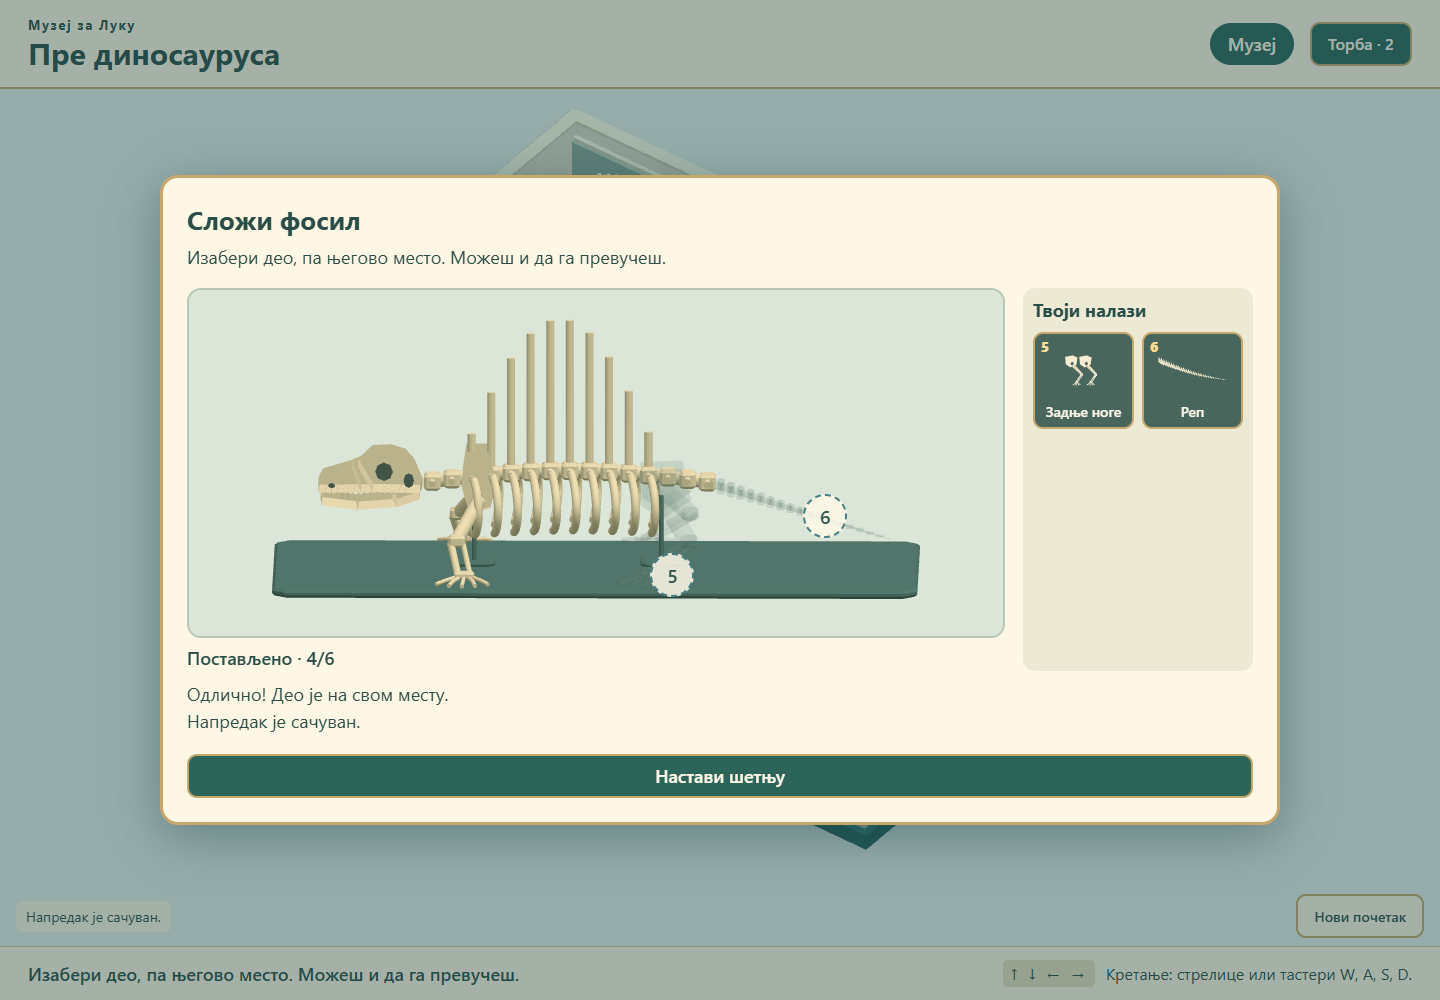 Музеј за Луку
Пре диносауруса
Музеј
Торба · 2
Сложи фосил
Изабери део, па његово место. Можеш и да га превучеш.
Твоји налази
5
Задње ноге
6
Реп
6
5
Постављено · 4/6
Одлично! Део је на свом месту.
Напредак је сачуван.
Настави шетњу
Напредак је сачуван.
Нови почетак
Изабери део, па његово место. Можеш и да га превучеш.
↑ ↓ ← → Кретање: стрелице или тастери W, A, S, D.